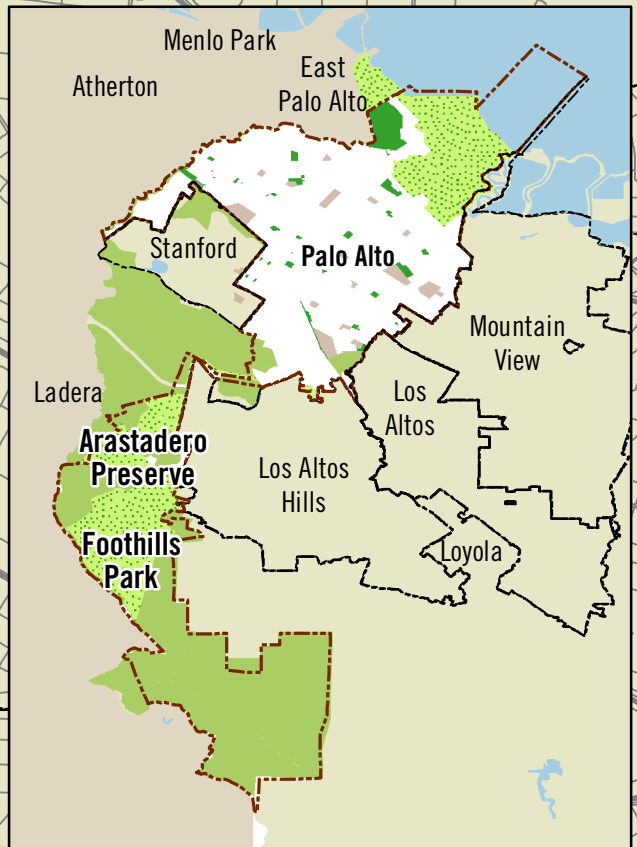 Menlo Park
Atherton
East
Palo Alto
Stanford
Palo Alto
Mountain
View
Ladera
Los
Altos
Arastadero
Preserve
Los Altos
Hills
Foothills
Park
Loyola